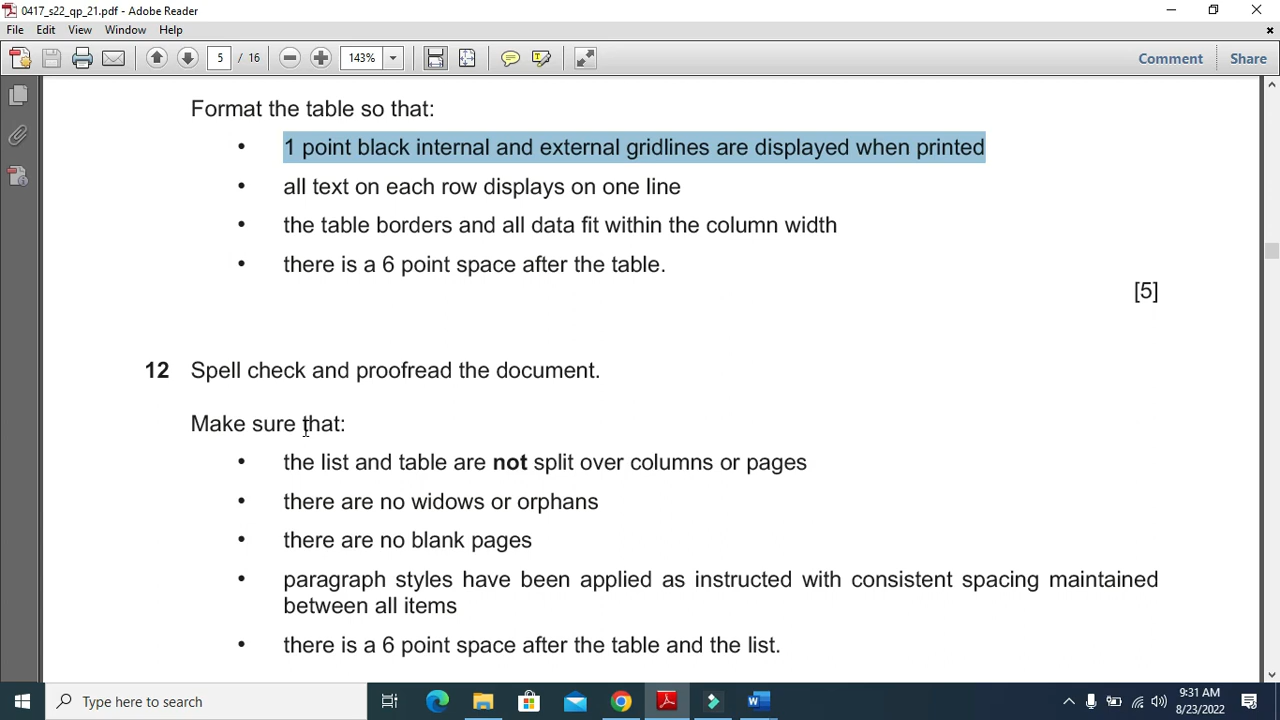 0417_s22_qp_21.pdf - Adobe Reader
File Edit View Window Help
5 / 16 143% Comment Share
Format the table so that:
• 1 point black internal and external gridlines are displayed when printed
• all text on each row displays on one line
• the table borders and all data fit within the column width
• there is a 6 point space after the table.
[5]
12 Spell check and proofread the document.
Make sure that:
• the list and table are not split over columns or pages
• there are no widows or orphans
• there are no blank pages
• paragraph styles have been applied as instructed with consistent spacing maintained
between all items
• there is a 6 point space after the table and the list.
Type here to search
9:31 AM
8/23/2022